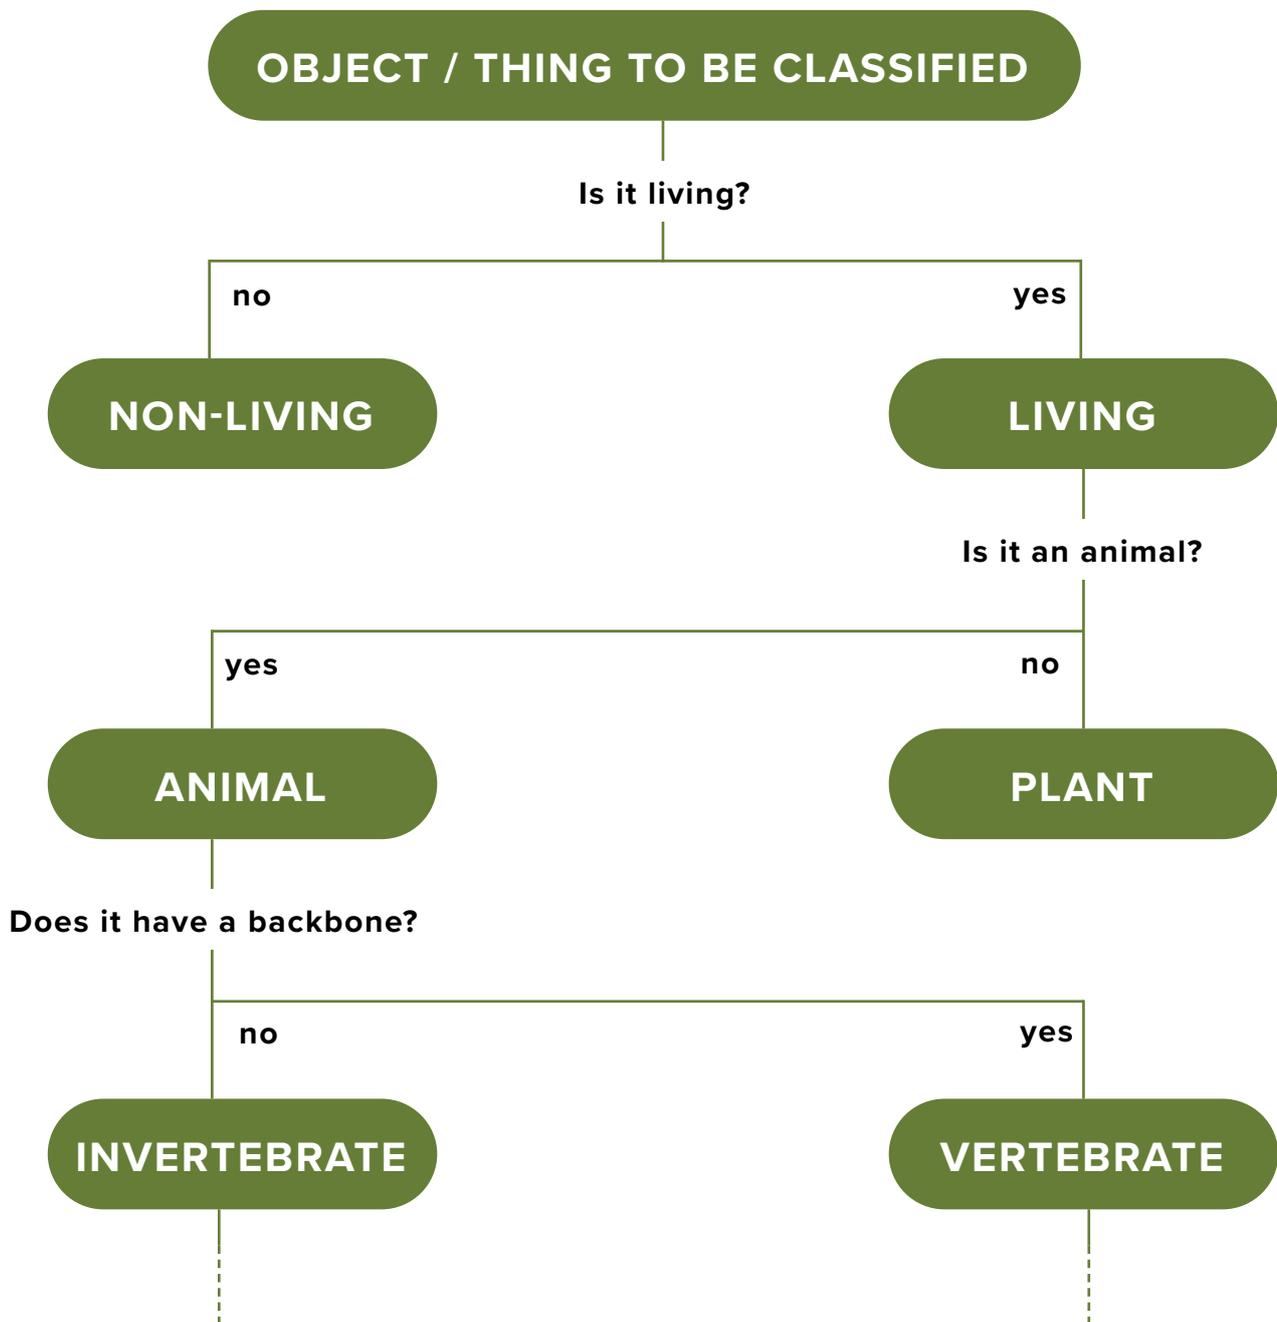 OBJECT / THING TO BE CLASSIFIED
Is it living?
no
yes
NON-LIVING
LIVING
Is it an animal?
yes
no
ANIMAL
PLANT
Does it have a backbone?
no
yes
INVERTEBRATE
VERTEBRATE